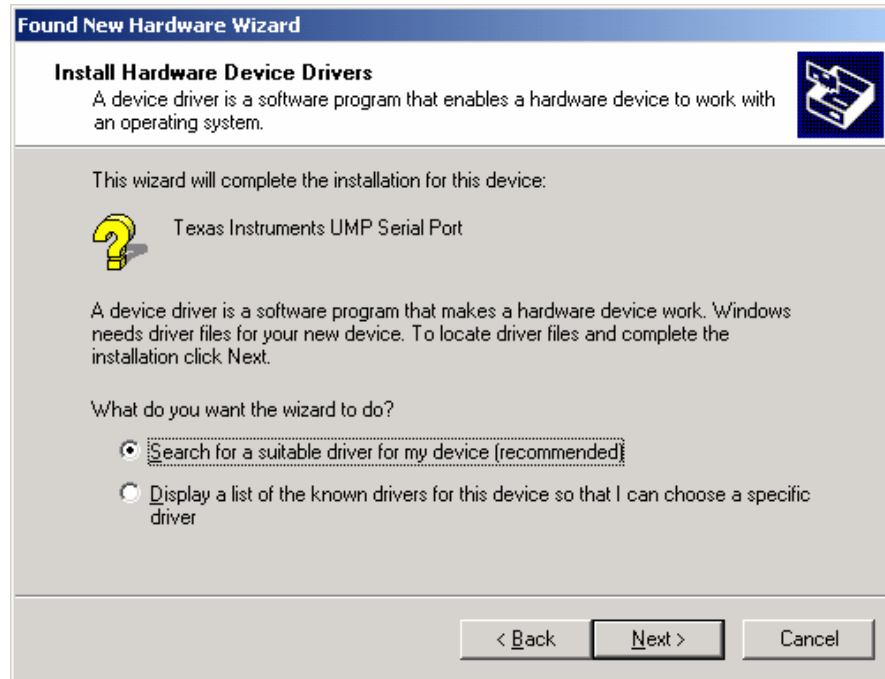 Found New Hardware Wizard
Install Hardware Device Drivers
A device driver is a software program that enables a hardware device to work with
an operating system.
This wizard will complete the installation for this device:
Texas Instruments UMP Serial Port
A device driver is a software program that makes a hardware device work. Windows
needs driver files for your new device. To locate driver files and complete the
installation click Next.
What do you want the wizard to do?
Search for a suitable driver for my device (recommended)
Display a list of the known drivers for this device so that I can choose a specific
driver
< Back Next > Cancel